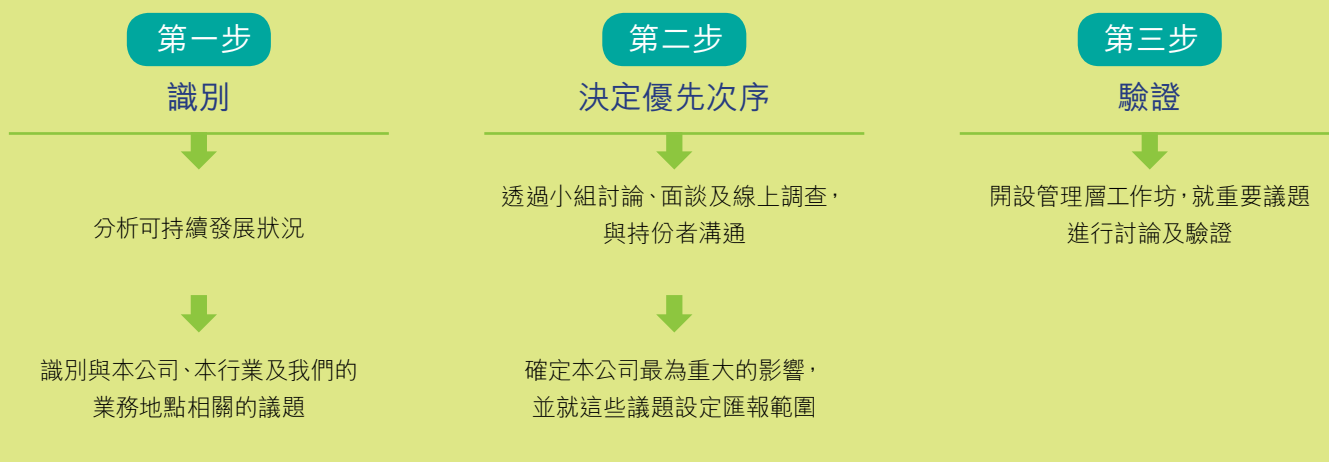 第一步
識別
分析可持續發展狀況
識別與本公司、本行業及我們的
業務地點相關的議題
第二步
決定優先次序
透過小組討論、面談及線上調查，
與持份者溝通
確定本公司最為重大的影響，
並就這些議題設定匯報範圍
第三步
驗證
開設管理層工作坊，就重要議題
進行討論及驗證